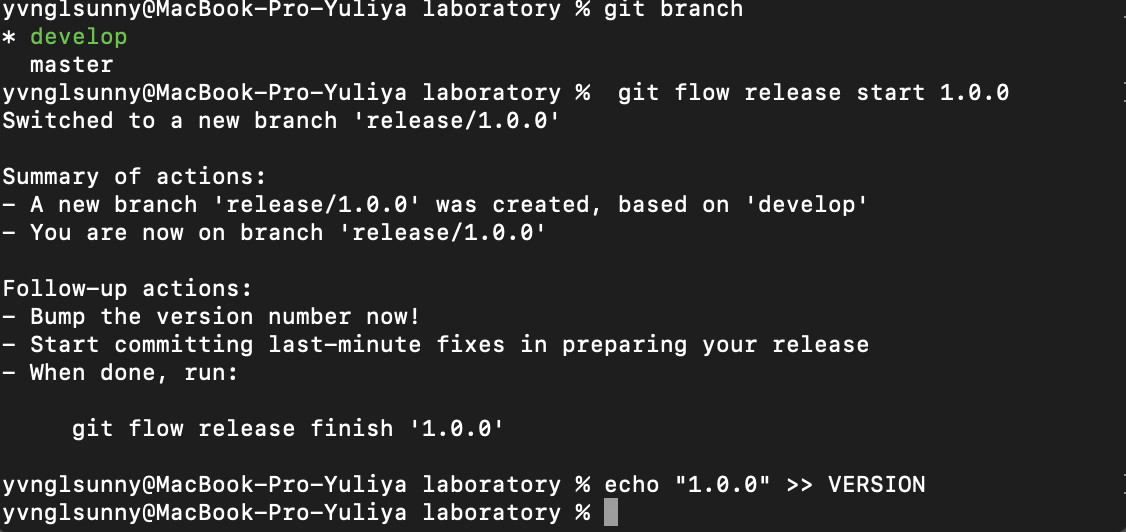 yvnglsunny@MacBook-Pro-Yuliya laboratory % git branch
* develop
  master
yvnglsunny@MacBook-Pro-Yuliya laboratory %  git flow release start 1.0.0
Switched to a new branch 'release/1.0.0'

Summary of actions:
- A new branch 'release/1.0.0' was created, based on 'develop'
- You are now on branch 'release/1.0.0'

Follow-up actions:
- Bump the version number now!
- Start committing last-minute fixes in preparing your release
- When done, run:

     git flow release finish '1.0.0'

yvnglsunny@MacBook-Pro-Yuliya laboratory % echo "1.0.0" >> VERSION
yvnglsunny@MacBook-Pro-Yuliya laboratory %